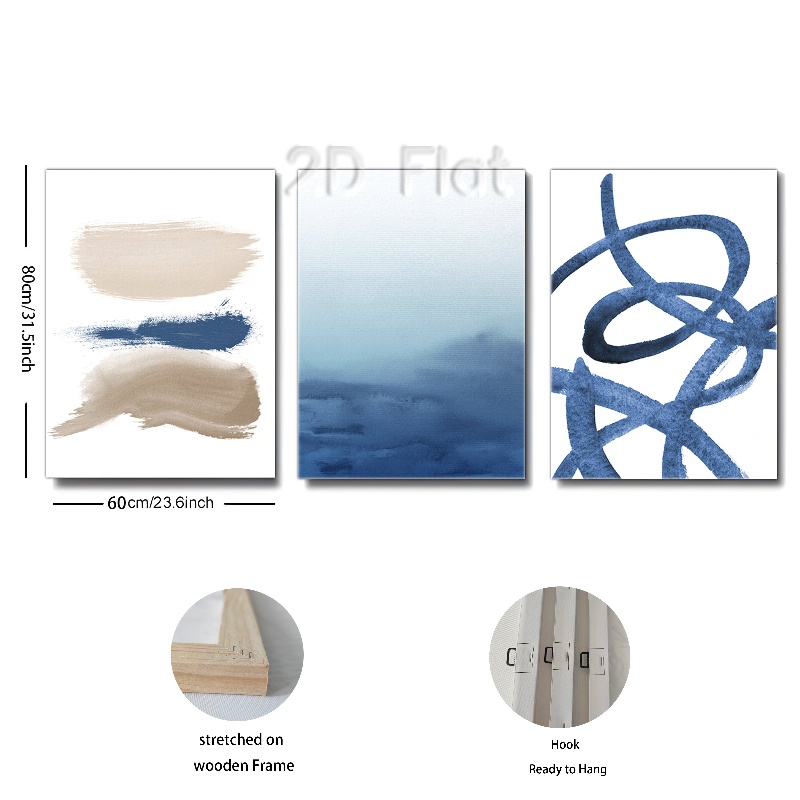 2D Flat
80cm/31.5inch
60cm/23.6inch
stretched on
wooden Frame
Hook
Ready to Hang